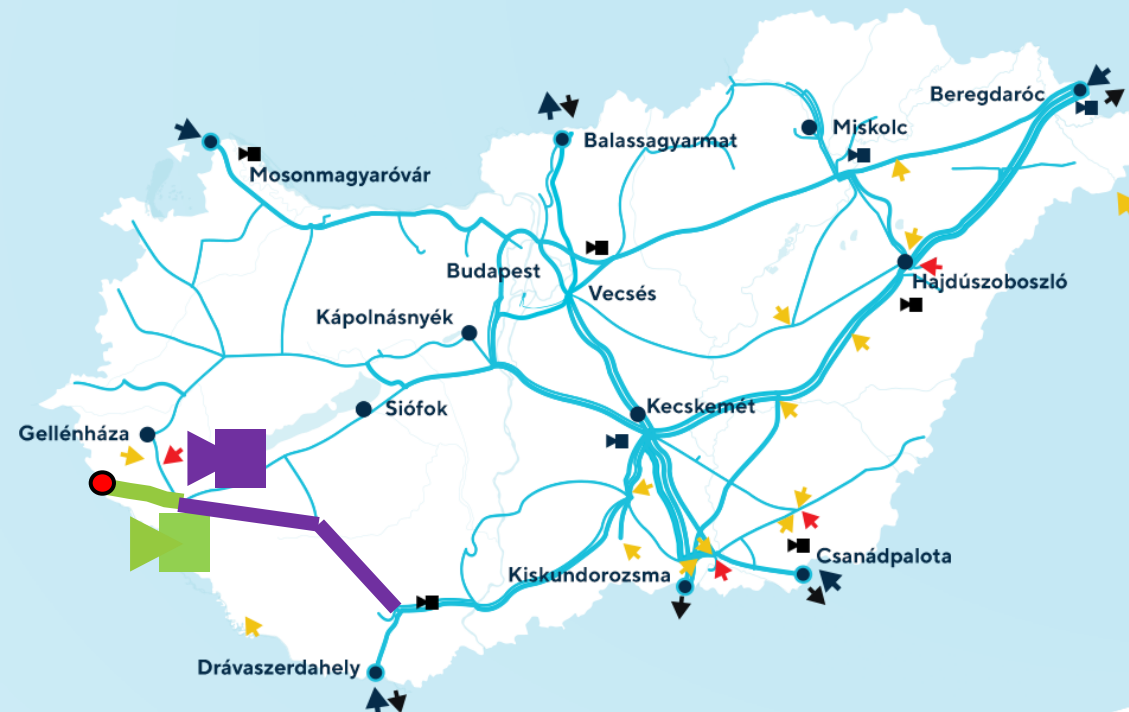 Beregdaróc
Miskolc
Balassagyarmat
Mosonmagyaróvár
Budapest
Hajdúszoboszló
Vecsés
Kápolnásnyék
Siófok
Kecskemét
Gellénháza
Csanádpalota
Kiskundorozsma
Drávaszerdahely